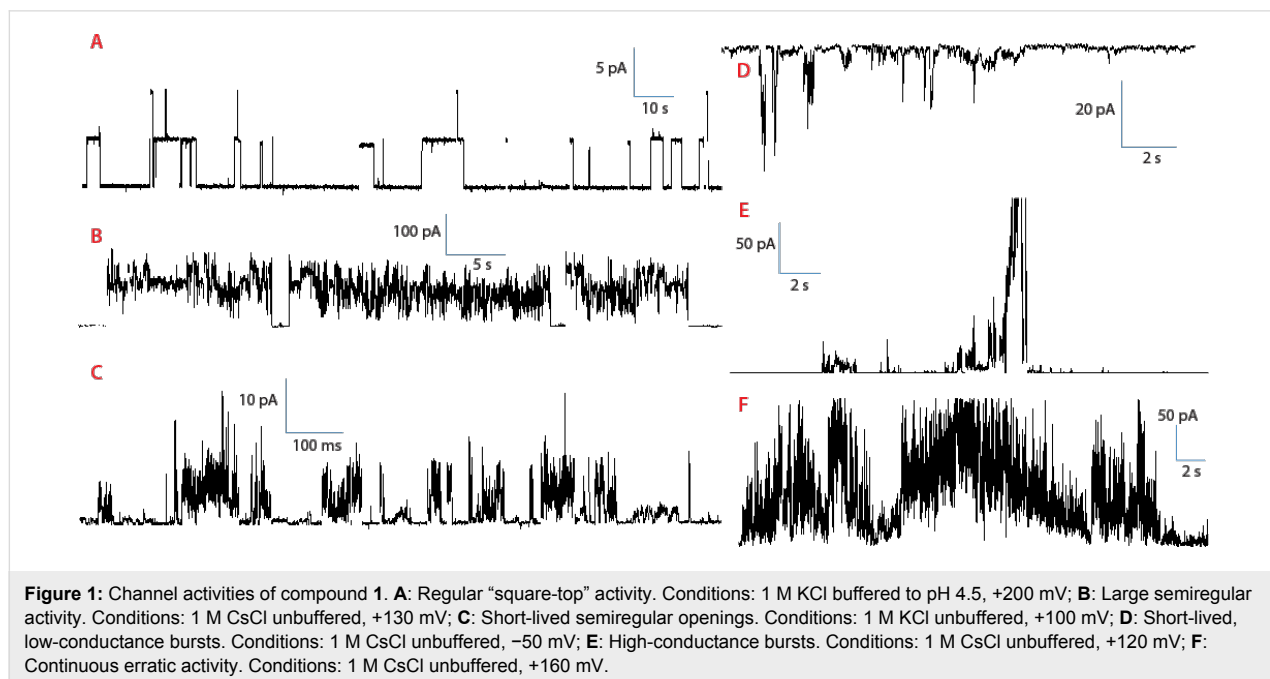 A
5 pA
10 s
D
20 pA
2 s
B
100 pA
5 s
E
50 pA
2 s
C
10 pA
100 ms
F
50 pA
2 s
Figure 1: Channel activities of compound 1. A: Regular “square-top” activity. Conditions: 1 M KCl buffered to pH 4.5, +200 mV; B: Large semiregular
activity. Conditions: 1 M CsCl unbuffered, +130 mV; C: Short-lived semiregular openings. Conditions: 1 M KCl unbuffered, +100 mV; D: Short-lived,
low-conductance bursts. Conditions: 1 M CsCl unbuffered, −50 mV; E: High-conductance bursts. Conditions: 1 M CsCl unbuffered, +120 mV; F:
Continuous erratic activity. Conditions: 1 M CsCl unbuffered, +160 mV.